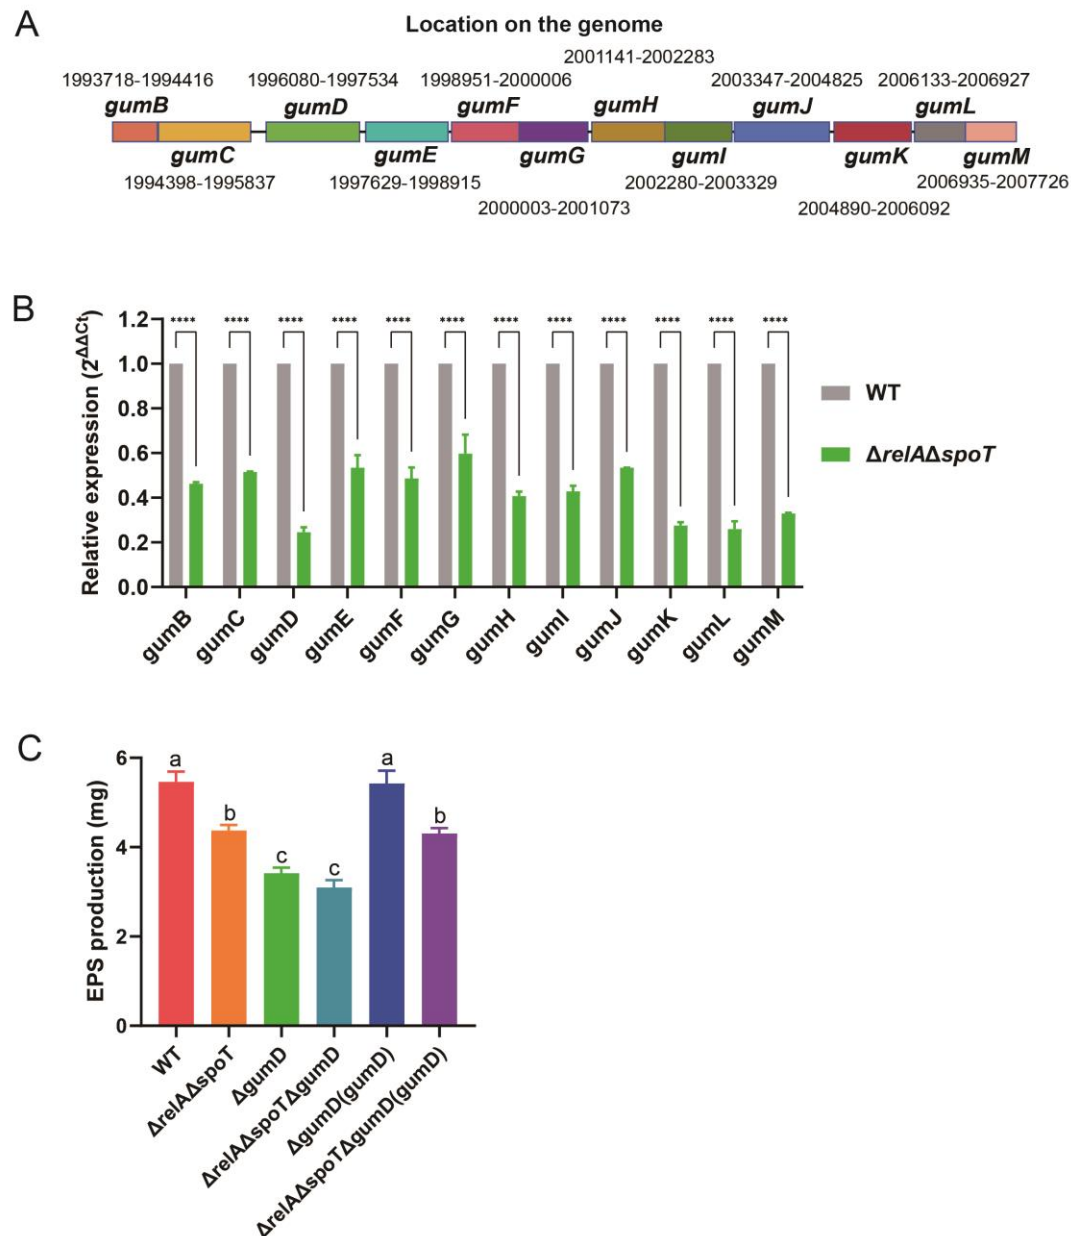 A
Location on the genome
2001141-2002283
1993718-1994416 1996080-1997534 1998951-2000006 2003347-2004825 2006133-2006927
gumB gumD gumF gumH gumJ gumL
gumC gumE gumG gumI gumK gumM
1994398-1995837 1997629-1998915 2002280-2003329 2006935-2007726
2000003-2001073 2004890-2006092
B
Relative expression (2^ΔΔCt)
1.2
1.0
0.8
0.6
0.4
0.2
0.0
**** **** **** **** **** **** **** **** **** **** **** ****
gumB gumC gumD gumE gumF gumG gumH gumI gumJ gumK gumL gumM
WT
ΔrelAΔspoT
C
EPS production (mg)
6
4
2
0
a b c c a b
WT
ΔrelAΔspoT
ΔgumD
ΔrelAΔspoTΔgumD
ΔgumD(gumD)
ΔrelAΔspoTΔgumD(gumD)